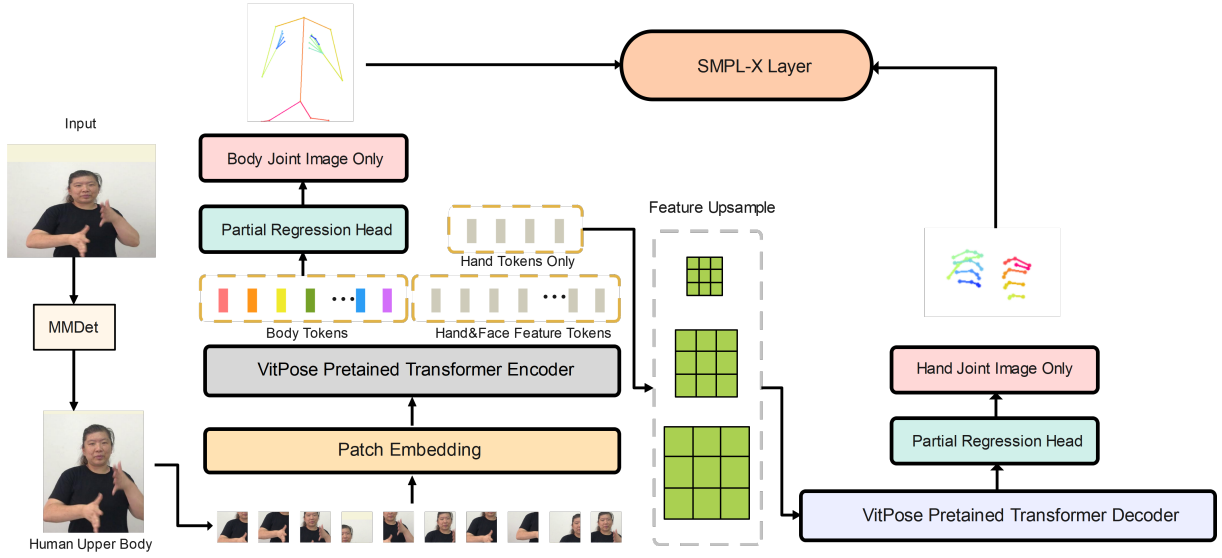 Input
MMDet
Human Upper Body
Body Joint Image Only
Partial Regression Head
Body Tokens
Hand Tokens Only
Hand&Face Feature Tokens
VitPose Pretained Transformer Encoder
Patch Embedding
SMPL-X Layer
Feature Upsample
Hand Joint Image Only
Partial Regression Head
VitPose Pretained Transformer Decoder